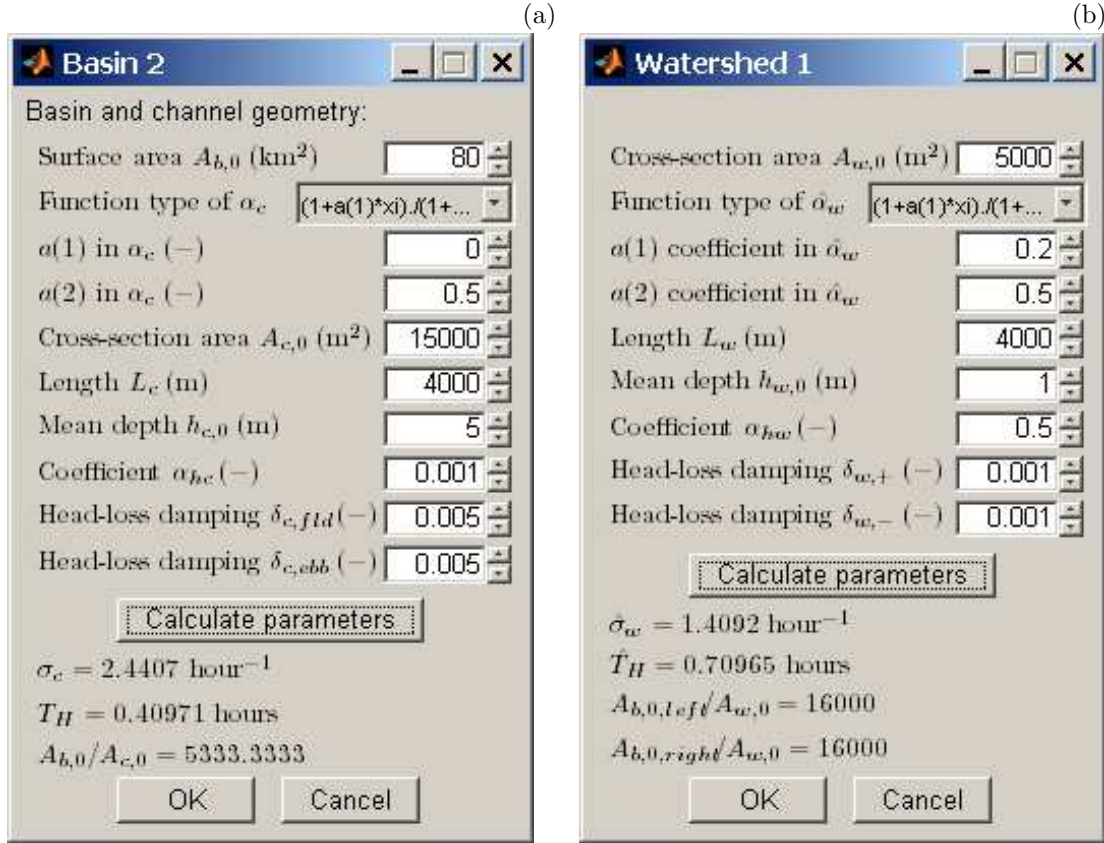 (a)
Basin 2
Basin and channel geometry:
Surface area A_{b,0} (km²) 80
Function type of α_c (1+a(1)*xi)./(1+...
a(1) in α_c (−) 0
a(2) in α_c (−) 0.5
Cross-section area A_{c,0} (m²) 15000
Length L_c (m) 4000
Mean depth h_{c,0} (m) 5
Coefficient α_{hc} (−) 0.001
Head-loss damping δ_{c,fld} (−) 0.005
Head-loss damping δ_{c,ebb} (−) 0.005
Calculate parameters
σ_c = 2.4407 hour⁻¹
T_H = 0.40971 hours
A_{b,0}/A_{c,0} = 5333.3333
OK Cancel
(b)
Watershed 1
Cross-section area A_{w,0} (m²) 5000
Function type of α̂_w (1+a(1)*xi)./(1+...
a(1) coefficient in α̂_w 0.2
a(2) coefficient in α̂_w 0.5
Length L_w (m) 4000
Mean depth h_{w,0} (m) 1
Coefficient α_{hw} (−) 0.5
Head-loss damping δ_{w,+} (−) 0.001
Head-loss damping δ_{w,−} (−) 0.001
Calculate parameters
σ̂_w = 1.4092 hour⁻¹
T̂_H = 0.70965 hours
A_{b,0,left}/A_{w,0} = 16000
A_{b,0,right}/A_{w,0} = 16000
OK Cancel